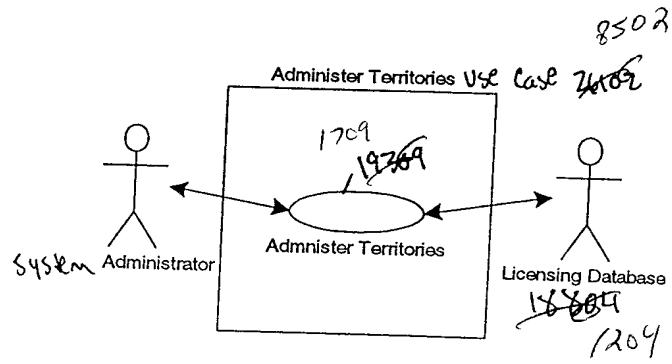 8502
Administer Territories Use Case
1709
Admnister Territories
System Administrator
Licensing Database
1204